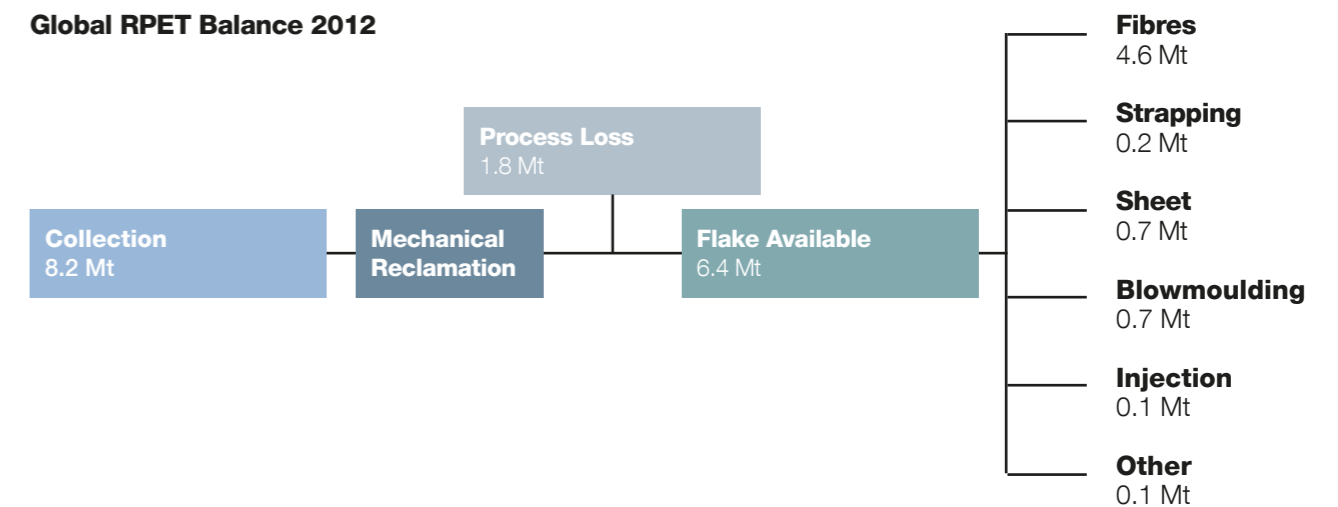 Global RPET Balance 2012
Process Loss
1.8 Mt
Collection
8.2 Mt
Mechanical
Reclamation
Flake Available
6.4 Mt
Fibres
4.6 Mt
Strapping
0.2 Mt
Sheet
0.7 Mt
Blowmoulding
0.7 Mt
Injection
0.1 Mt
Other
0.1 Mt